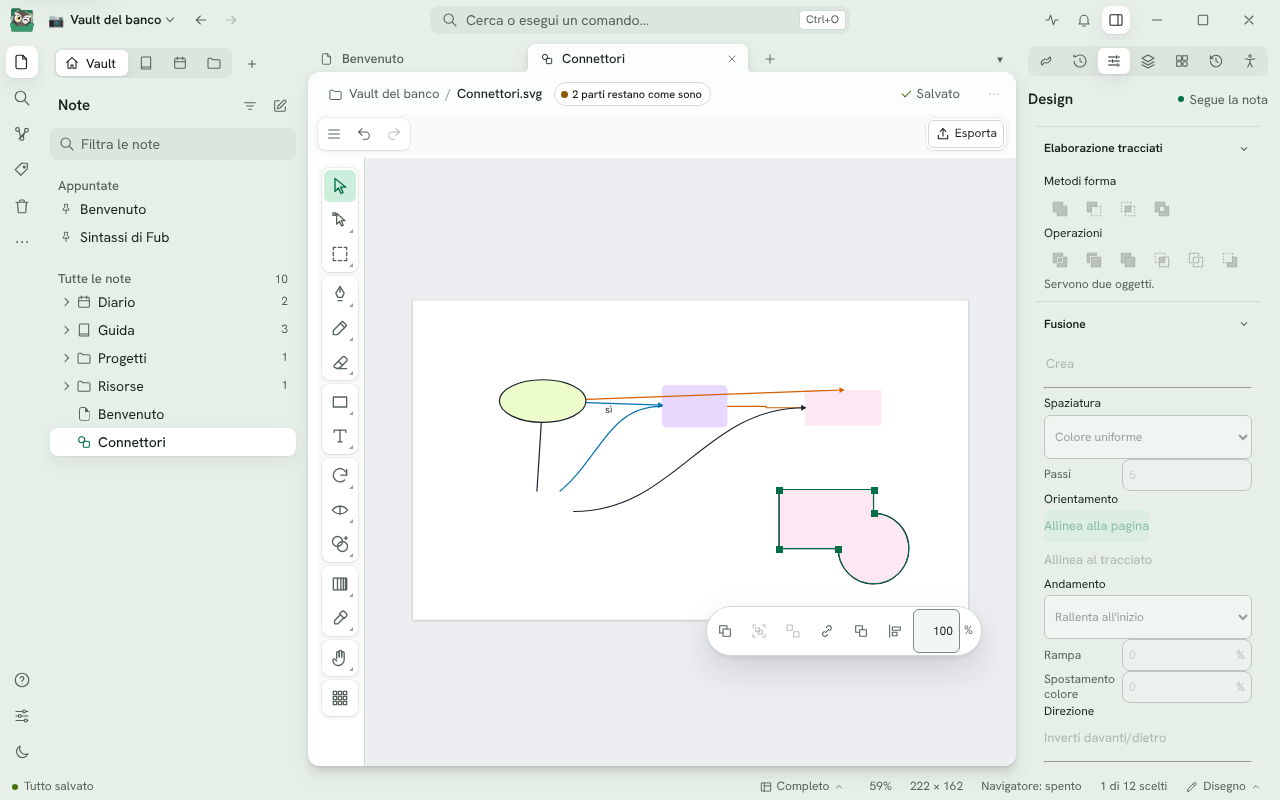 Vault del banco
Cerca o esegui un comando…
Ctrl+O
Vault
Note
Filtra le note
Appuntate
Benvenuto
Sintassi di Fub
Tutte le note 10
Diario 2
Guida 3
Progetti 1
Risorse 1
Benvenuto
Connettori
Tutto salvato
Benvenuto
Connettori
Vault del banco / Connettori.svg
2 parti restano come sono
Salvato
Esporta
sì
100 %
Design
Segue la nota
Elaborazione tracciati
Metodi forma
Operazioni
Servono due oggetti.
Fusione
Crea
Spaziatura
Colore uniforme
Passi 5
Orientamento
Allinea alla pagina
Allinea al tracciato
Andamento
Rallenta all'inizio
Rampa 0 %
Spostamento colore 0 %
Direzione
Inverti davanti/dietro
Completo
59%
222 × 162
Navigatore: spento
1 di 12 scelti
Disegno